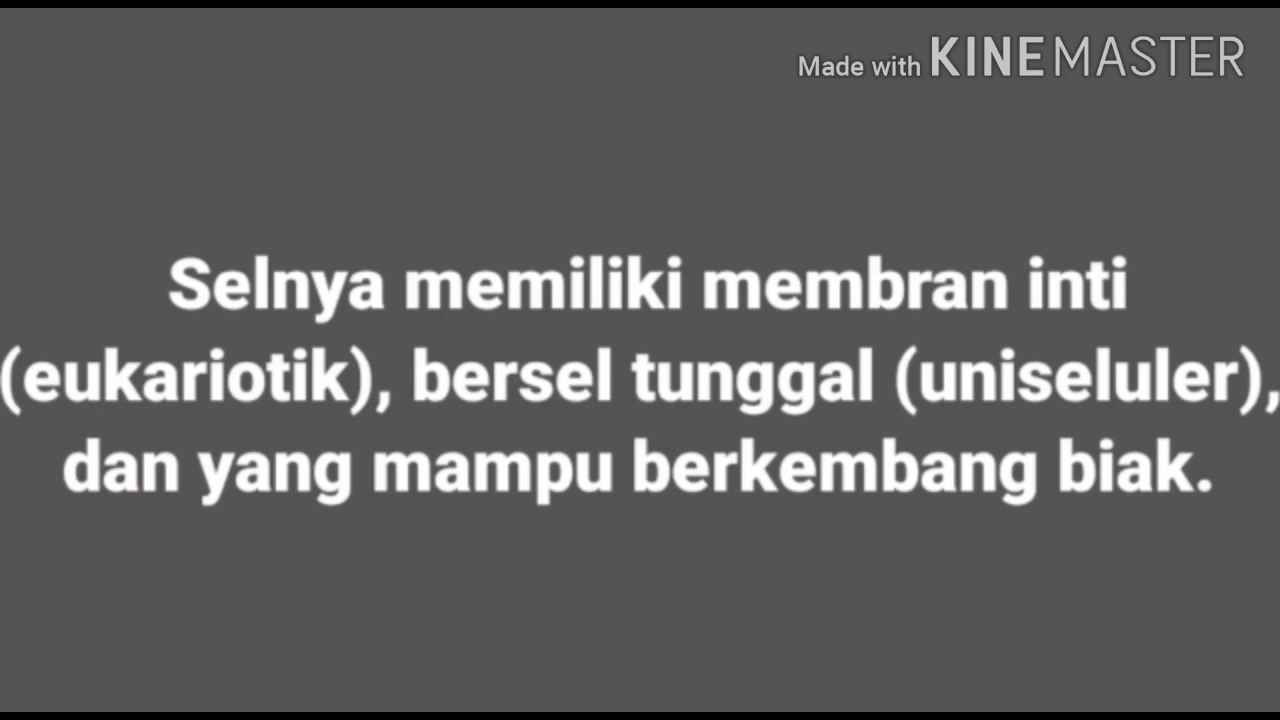 Made with KINEMASTER
Selnya memiliki membran inti
(eukariotik), bersel tunggal (uniseluler),
dan yang mampu berkembang biak.